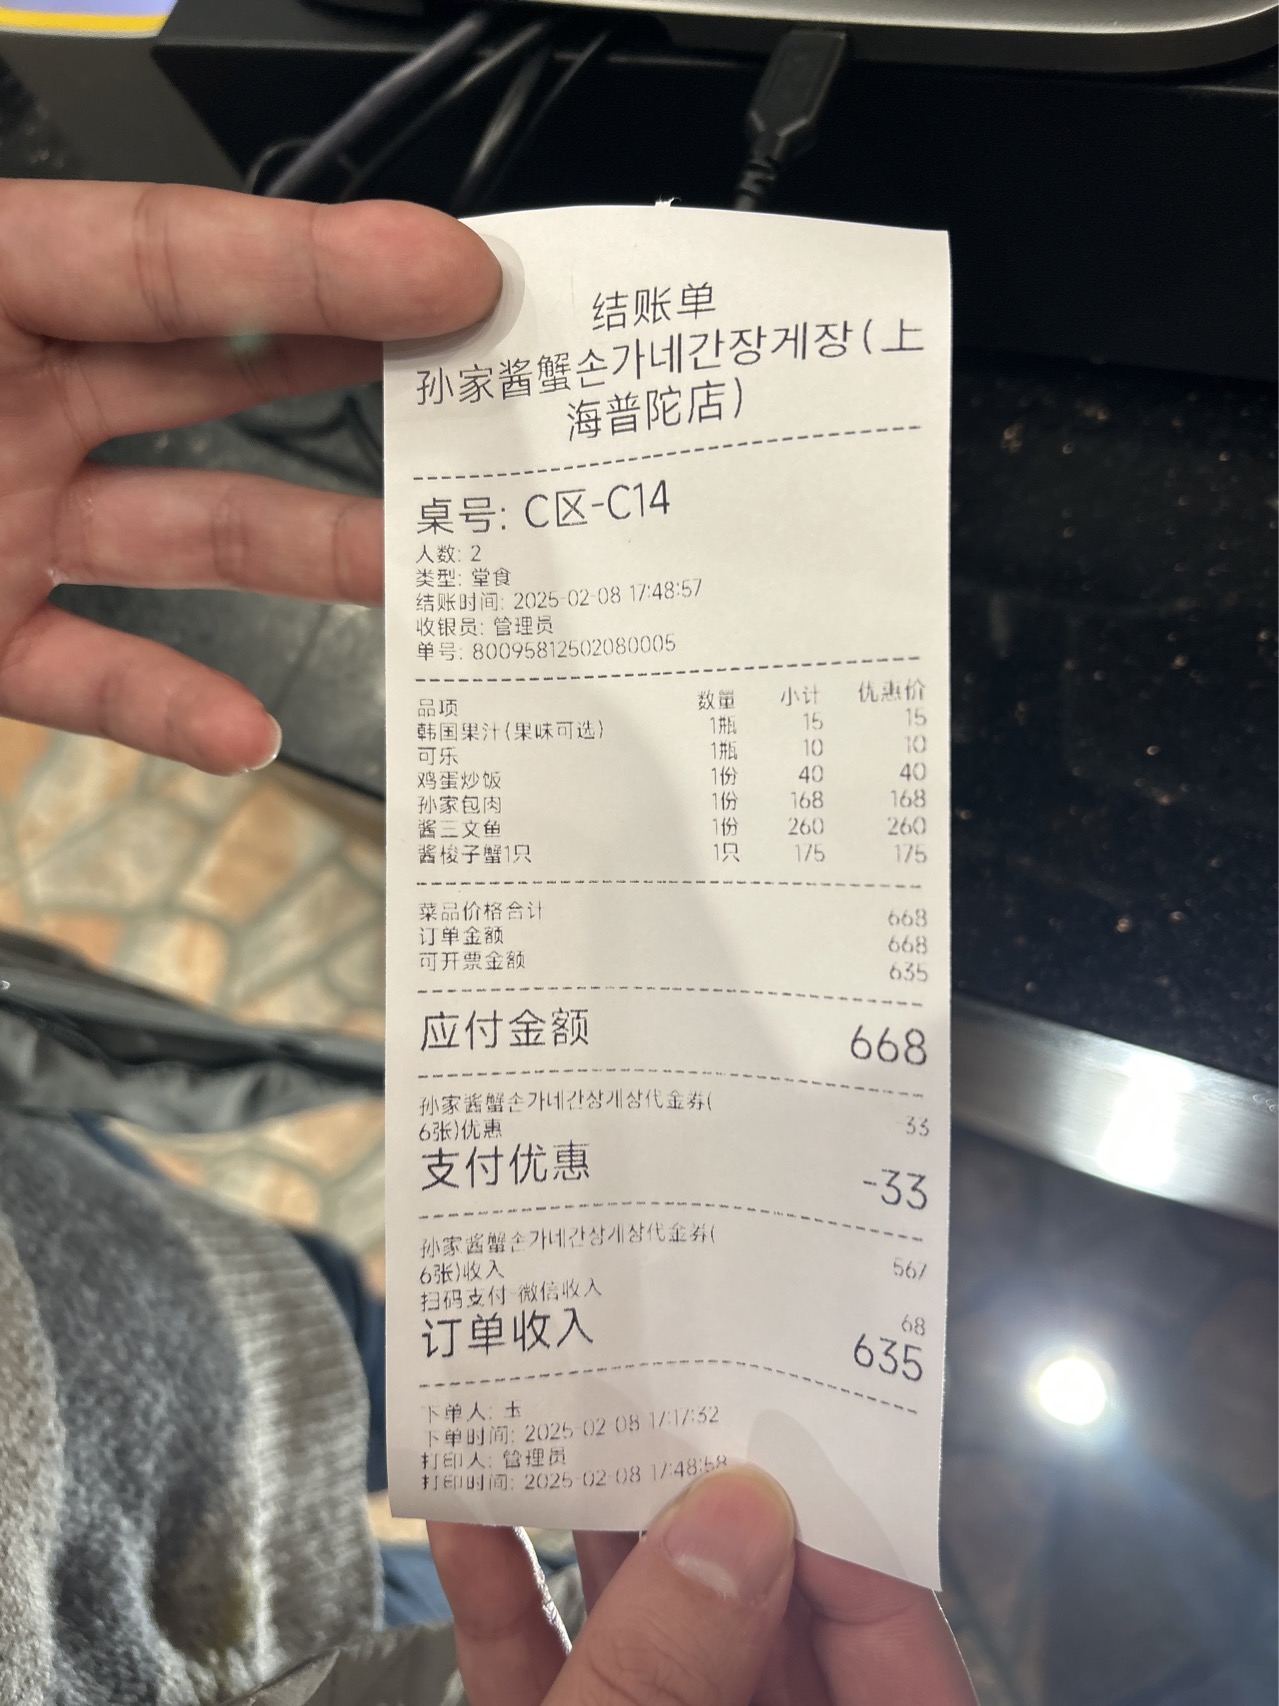 结账单
孙家酱蟹손가네간장게장(上
海普陀店)
桌号: C区-C14
人数: 2
类型: 堂食
结账时间: 2025-02-08 17:48:57
收银员: 管理员
单号: 80095812502080005
品项 数量 小计 优惠价
韩国果汁(果味可选) 1瓶 15 15
可乐 1瓶 10 10
鸡蛋炒饭 1份 40 40
孙家包肉 1份 168 168
酱三文鱼 1份 260 260
酱梭子蟹1只 1只 175 175
菜品价格合计 668
订单金额 668
可开票金额 635
应付金额 668
孙家酱蟹손가네간장게장代金券(
6张)优惠 -33
支付优惠 -33
孙家酱蟹손가네간장게장代金券(
6张)收入 567
扫码支付-微信收入 68
订单收入 635
下单人: 玉
下单时间: 2025-02-08 17:17:32
打印人: 管理员
打印时间: 2025-02-08 17:48:58